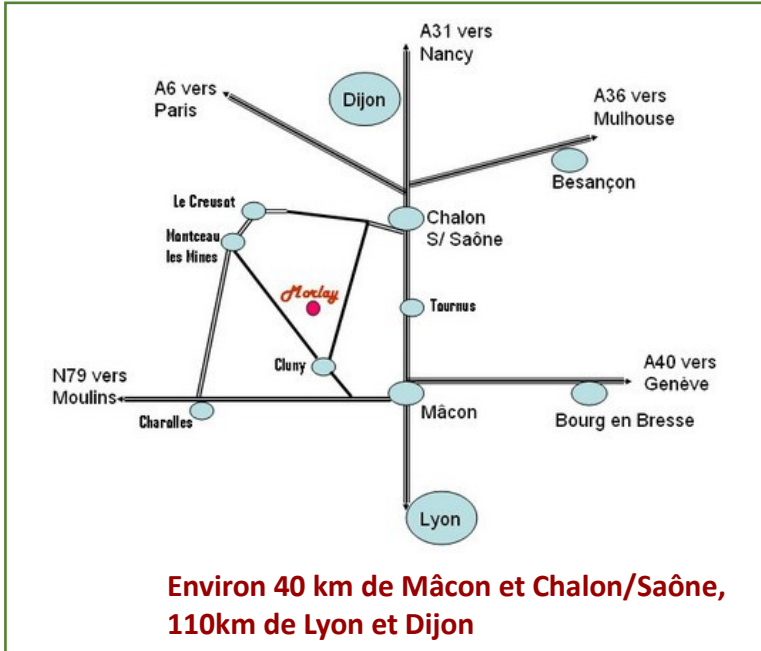 A31 vers
Nancy
A6 vers
Paris
Dijon
A36 vers
Mulhouse
Besançon
Le Creusot
Chalon
S/ Saône
Montceau
les Mines
Morlay
Tournus
Cluny
N79 vers
Moulins
A40 vers
Genève
Charolles
Mâcon
Bourg en Bresse
Lyon
Environ 40 km de Mâcon et Chalon/Saône,
110km de Lyon et Dijon